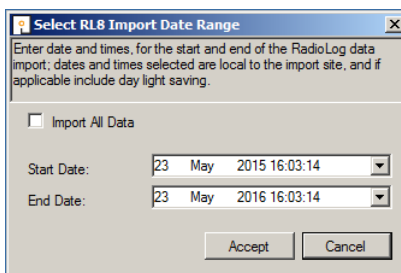 Select RL8 Import Date Range
Enter date and times, for the start and end of the RadioLog data
import; dates and times selected are local to the import site, and if
applicable include day light saving.
Import All Data
Start Date: 23 May 2015 16:03:14
End Date: 23 May 2016 16:03:14
Accept Cancel